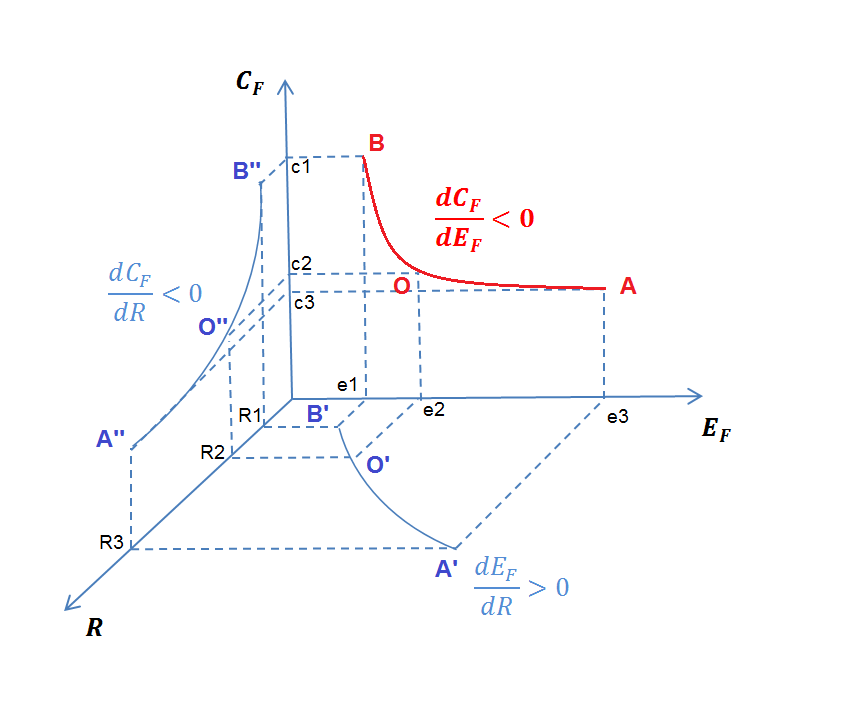 C_F
B
B"
c1
dC_F/dE_F < 0
c2
dC_F/dR < 0
O
A
c3
O"
e1
R1
B'
e2
e3
E_F
A"
R2
O'
R3
A'
dE_F/dR > 0
R